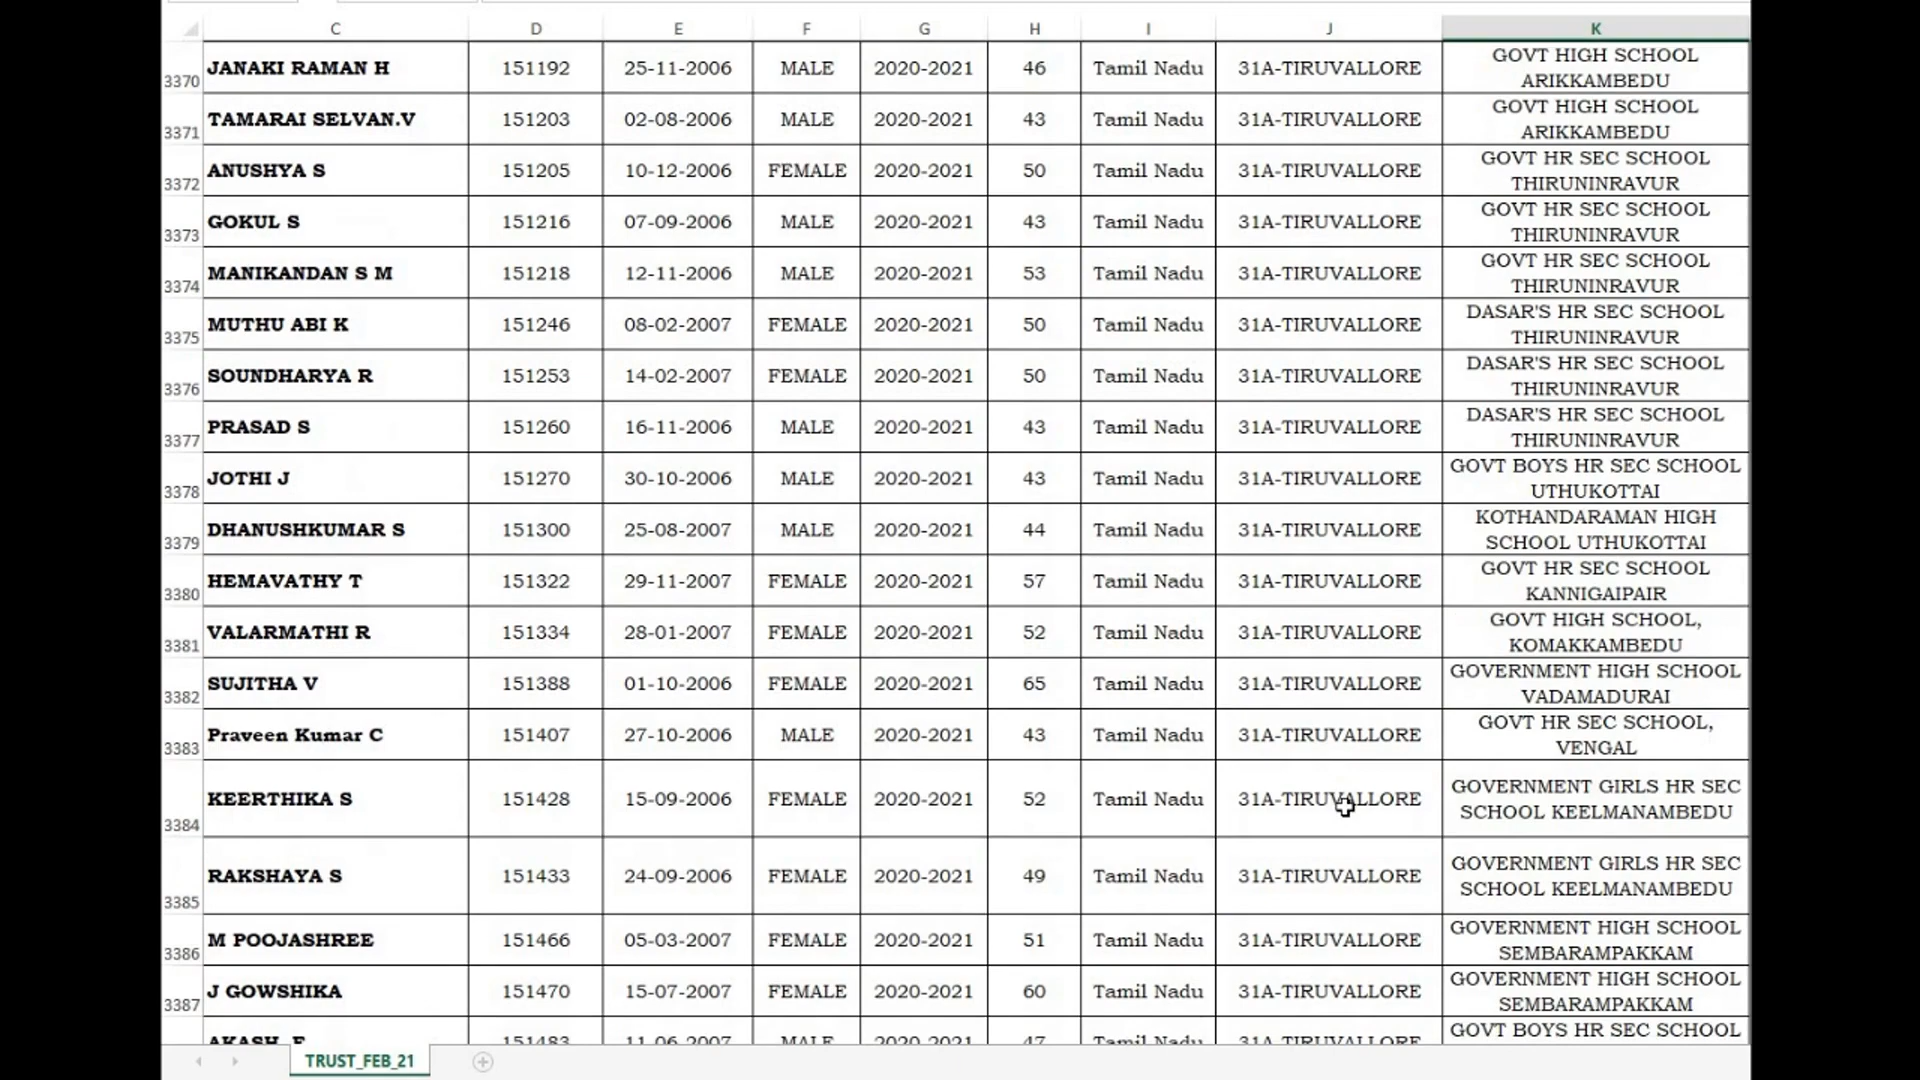 C D E F G H I J K
3370 JANAKI RAMAN H 151192 25-11-2006 MALE 2020-2021 46 Tamil Nadu 31A-TIRUVALLORE GOVT HIGH SCHOOL
ARIKKAMBEDU
3371 TAMARAI SELVAN.V 151203 02-08-2006 MALE 2020-2021 43 Tamil Nadu 31A-TIRUVALLORE GOVT HIGH SCHOOL
ARIKKAMBEDU
3372 ANUSHYA S 151205 10-12-2006 FEMALE 2020-2021 50 Tamil Nadu 31A-TIRUVALLORE GOVT HR SEC SCHOOL
THIRUNINRAVUR
3373 GOKUL S 151216 07-09-2006 MALE 2020-2021 43 Tamil Nadu 31A-TIRUVALLORE GOVT HR SEC SCHOOL
THIRUNINRAVUR
3374 MANIKANDAN S M 151218 12-11-2006 MALE 2020-2021 53 Tamil Nadu 31A-TIRUVALLORE GOVT HR SEC SCHOOL
THIRUNINRAVUR
3375 MUTHU ABI K 151246 08-02-2007 FEMALE 2020-2021 50 Tamil Nadu 31A-TIRUVALLORE DASAR'S HR SEC SCHOOL
THIRUNINRAVUR
3376 SOUNDHARYA R 151253 14-02-2007 FEMALE 2020-2021 50 Tamil Nadu 31A-TIRUVALLORE DASAR'S HR SEC SCHOOL
THIRUNINRAVUR
3377 PRASAD S 151260 16-11-2006 MALE 2020-2021 43 Tamil Nadu 31A-TIRUVALLORE DASAR'S HR SEC SCHOOL
THIRUNINRAVUR
3378 JOTHI J 151270 30-10-2006 MALE 2020-2021 43 Tamil Nadu 31A-TIRUVALLORE GOVT BOYS HR SEC SCHOOL
UTHUKOTTAI
3379 DHANUSHKUMAR S 151300 25-08-2007 MALE 2020-2021 44 Tamil Nadu 31A-TIRUVALLORE KOTHANDARAMAN HIGH
SCHOOL UTHUKOTTAI
3380 HEMAVATHY T 151322 29-11-2007 FEMALE 2020-2021 57 Tamil Nadu 31A-TIRUVALLORE GOVT HR SEC SCHOOL
KANNIGAIPAIR
3381 VALARMATHI R 151334 28-01-2007 FEMALE 2020-2021 52 Tamil Nadu 31A-TIRUVALLORE GOVT HIGH SCHOOL,
KOMAKKAMBEDU
3382 SUJITHA V 151388 01-10-2006 FEMALE 2020-2021 65 Tamil Nadu 31A-TIRUVALLORE GOVERNMENT HIGH SCHOOL
VADAMADURAI
3383 Praveen Kumar C 151407 27-10-2006 MALE 2020-2021 43 Tamil Nadu 31A-TIRUVALLORE GOVT HR SEC SCHOOL,
VENGAL
3384 KEERTHIKA S 151428 15-09-2006 FEMALE 2020-2021 52 Tamil Nadu 31A-TIRUVALLORE GOVERNMENT GIRLS HR SEC
SCHOOL KEELMANAMBEDU
3385 RAKSHAYA S 151433 24-09-2006 FEMALE 2020-2021 49 Tamil Nadu 31A-TIRUVALLORE GOVERNMENT GIRLS HR SEC
SCHOOL KEELMANAMBEDU
3386 M POOJASHREE 151466 05-03-2007 FEMALE 2020-2021 51 Tamil Nadu 31A-TIRUVALLORE GOVERNMENT HIGH SCHOOL
SEMBARAMPAKKAM
3387 J GOWSHIKA 151470 15-07-2007 FEMALE 2020-2021 60 Tamil Nadu 31A-TIRUVALLORE GOVERNMENT HIGH SCHOOL
SEMBARAMPAKKAM
AKASH 151483 11-06-2007 MALE 2020-2021 47 Tamil Nadu 31A-TIRUVALLORE GOVT BOYS HR SEC SCHOOL
TRUST_FEB_21